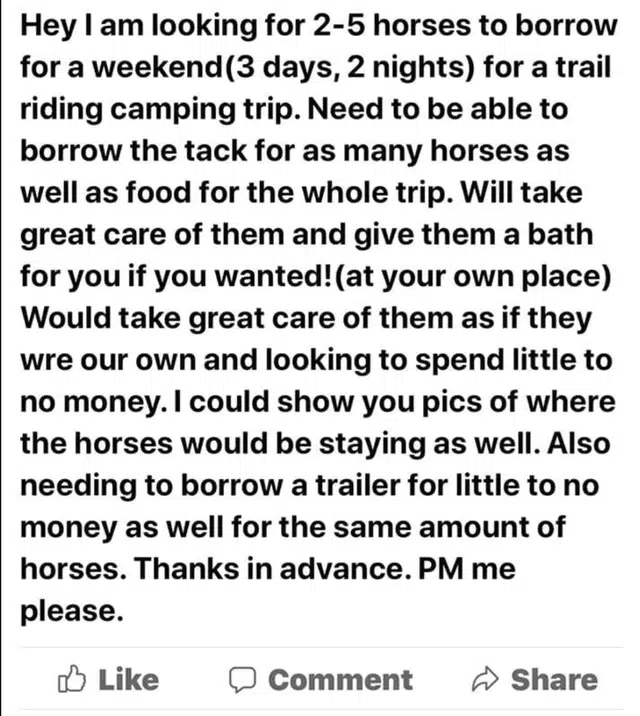 Hey I am looking for 2-5 horses to borrow
for a weekend(3 days, 2 nights) for a trail
riding camping trip. Need to be able to
borrow the tack for as many horses as
well as food for the whole trip. Will take
great care of them and give them a bath
for you if you wanted!(at your own place)
Would take great care of them as if they
wre our own and looking to spend little to
no money. I could show you pics of where
the horses would be staying as well. Also
needing to borrow a trailer for little to no
money as well for the same amount of
horses. Thanks in advance. PM me
please.
Like Comment Share